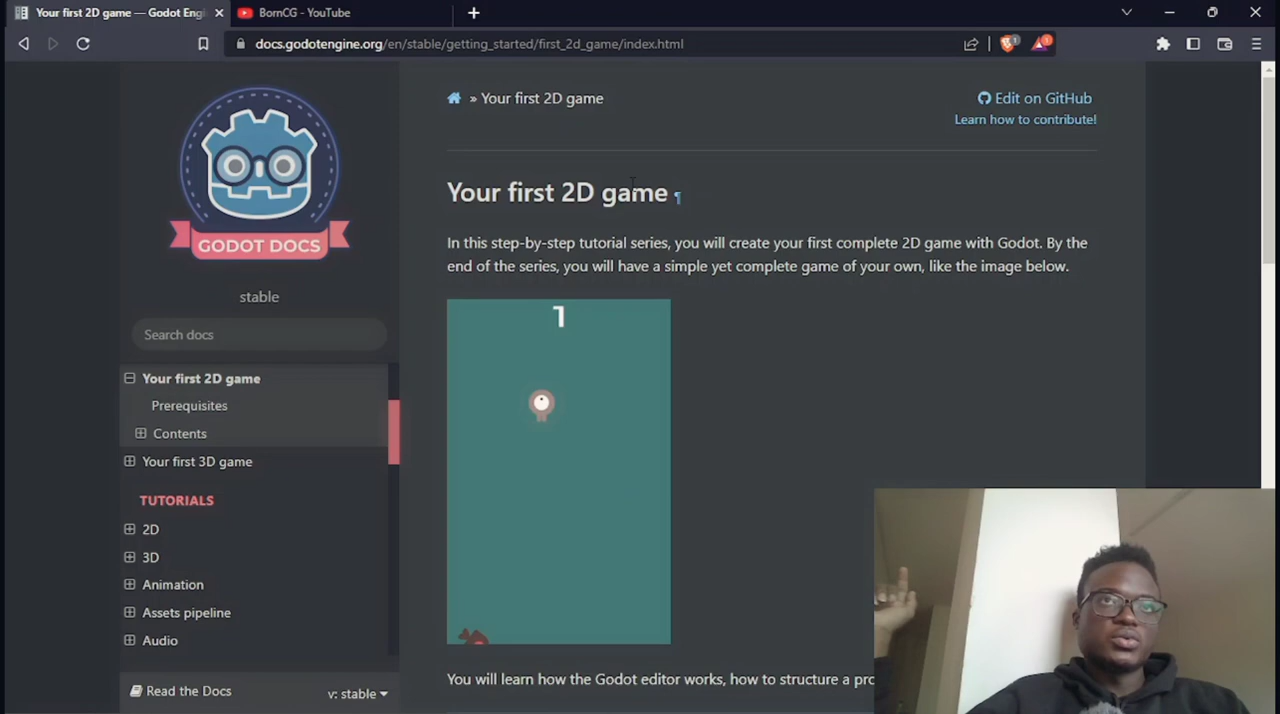 Your first 2D game — Godot Engi
BornCG - YouTube
docs.godotengine.org/en/stable/getting_started/first_2d_game/index.html
1
1
GODOT DOCS
stable
Search docs
Your first 2D game
Prerequisites
Contents
Your first 3D game
TUTORIALS
2D
3D
Animation
Assets pipeline
Audio
Read the Docs
v: stable
» Your first 2D game
Edit on GitHub
Learn how to contribute!
Your first 2D game ¶
In this step-by-step tutorial series, you will create your first complete 2D game with Godot. By the
end of the series, you will have a simple yet complete game of your own, like the image below.
1
You will learn how the Godot editor works, how to structure a pro